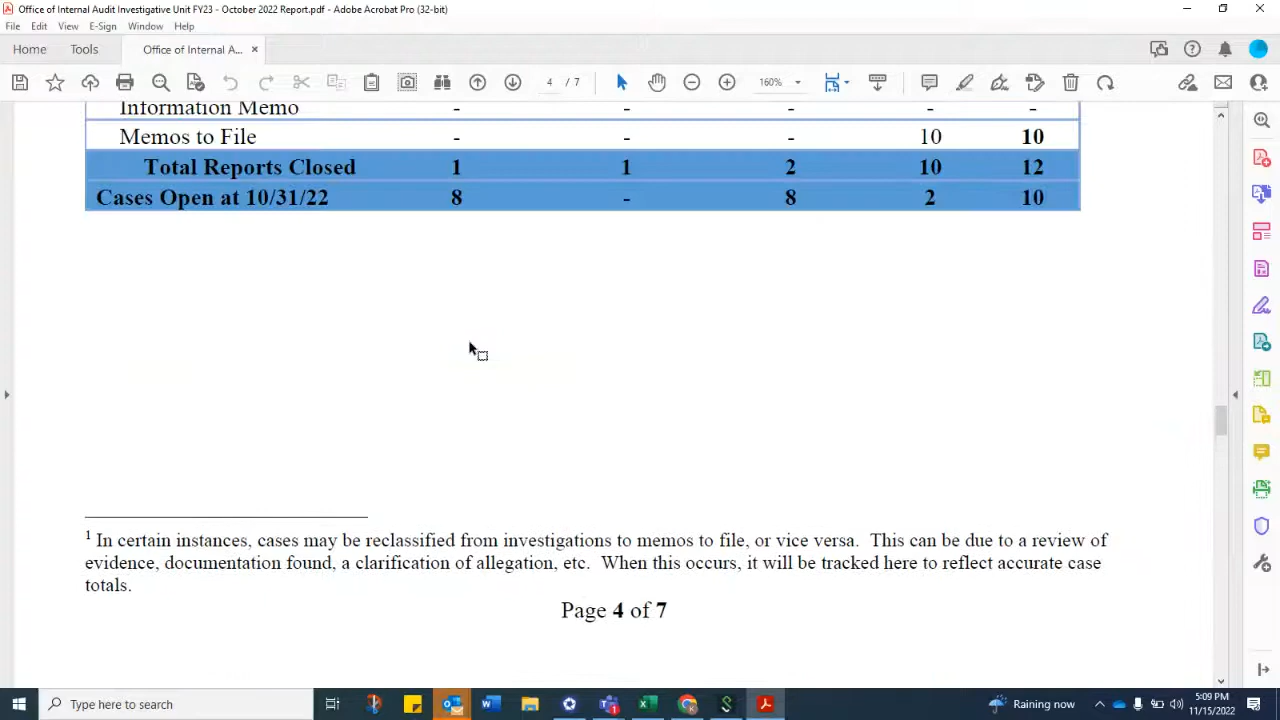 Office of Internal Audit Investigative Unit FY23 - October 2022 Report.pdf - Adobe Acrobat Pro (32-bit)
File Edit View E-Sign Window Help
Home Tools Office of Internal A... ×
4 / 7 160%
Information Memo - - - - -
Memos to File - - - 10 10
Total Reports Closed 1 1 2 10 12
Cases Open at 10/31/22 8 - 8 2 10
1 In certain instances, cases may be reclassified from investigations to memos to file, or vice versa. This can be due to a review of
evidence, documentation found, a clarification of allegation, etc. When this occurs, it will be tracked here to reflect accurate case
totals.
Page 4 of 7
Type here to search
Raining now
5:09 PM
11/15/2022